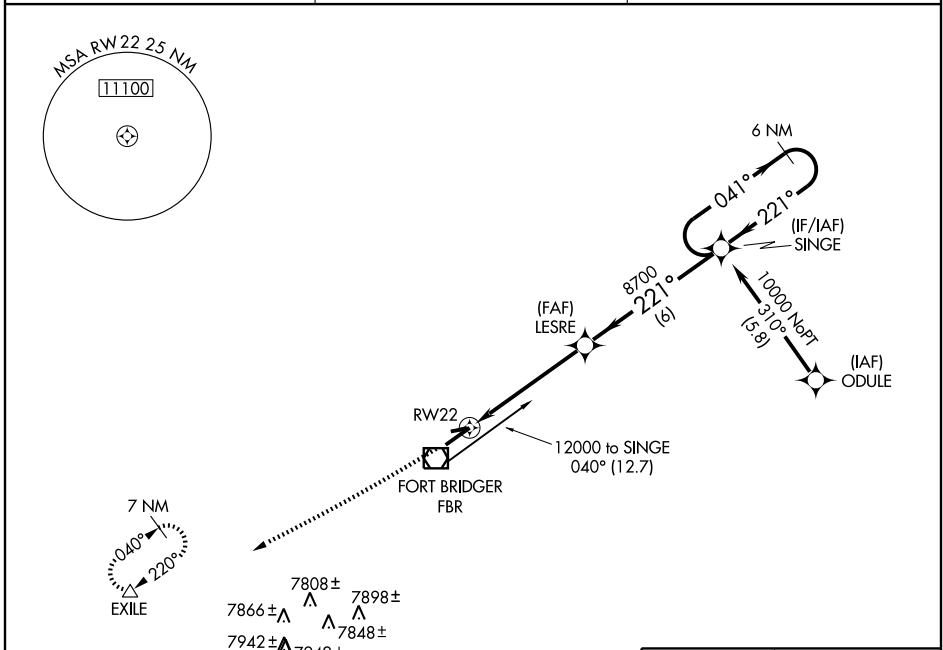 MSA RW22 25 NM
11100
6 NM
041°
221°
(IF/IAF)
SINGE
8700
221°
(6)
10000 NoPT
310°
(5.8)
(FAF)
LESRE
(IAF)
ODULE
RW22
12000 to SINGE
040° (12.7)
FORT BRIDGER
FBR
7 NM
040°
220°
EXILE
7808±
7866±
7898±
7848±
7942±